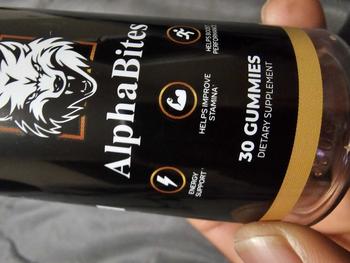 AlphaBites
HELPS BOOST
PERFORMANCE
HELPS IMPROVE
STAMINA*
ENERGY
SUPPORT*
30 GUMMIES
DIETARY SUPPLEMENT